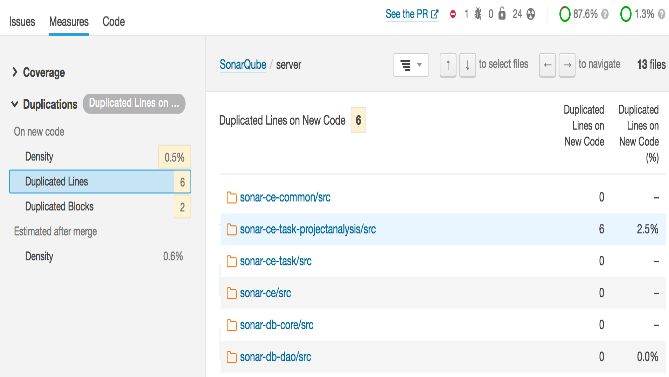 Issues Measures Code See the PR 1 0 24 87.6% 1.3%
Coverage
Duplications Duplicated Lines on ...
On new code
Density 0.5%
Duplicated Lines 6
Duplicated Blocks 2
Estimated after merge
Density 0.6%
SonarQube / server to select files to navigate 13 files
Duplicated Lines on New Code 6
Duplicated Lines on New Code
Duplicated Lines on New Code (%)
sonar-ce-common/src 0 –
sonar-ce-task-projectanalysis/src 6 2.5%
sonar-ce-task/src 0 –
sonar-ce/src 0 –
sonar-db-core/src 0 –
sonar-db-dao/src 0 0.0%